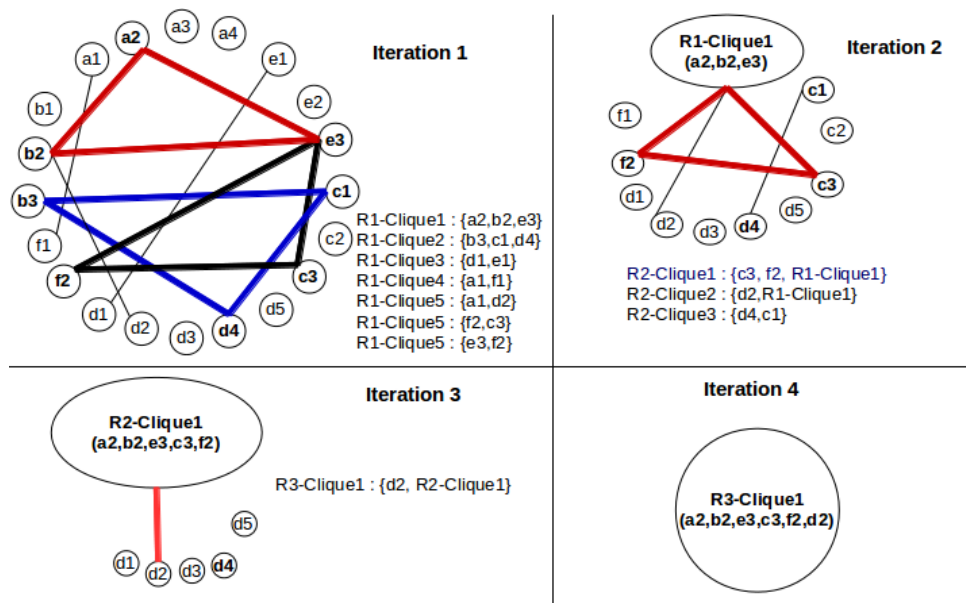 Iteration 1
a1
a2
a3
a4
e1
e2
e3
b1
b2
b3
c1
c2
c3
f1
f2
d1
d2
d3
d4
d5
R1-Clique1 : {a2,b2,e3}
R1-Clique2 : {b3,c1,d4}
R1-Clique3 : {d1,e1}
R1-Clique4 : {a1,f1}
R1-Clique5 : {a1,d2}
R1-Clique5 : {f2,c3}
R1-Clique5 : {e3,f2}
Iteration 2
R1-Clique1
(a2,b2,e3)
c1
c2
c3
f1
f2
d1
d2
d3
d4
d5
R2-Clique1 : {c3, f2, R1-Clique1}
R2-Clique2 : {d2,R1-Clique1}
R2-Clique3 : {d4,c1}
Iteration 3
R2-Clique1
(a2,b2,e3,c3,f2)
R3-Clique1 : {d2, R2-Clique1}
d1
d2
d3
d4
d5
Iteration 4
R3-Clique1
(a2,b2,e3,c3,f2,d2)